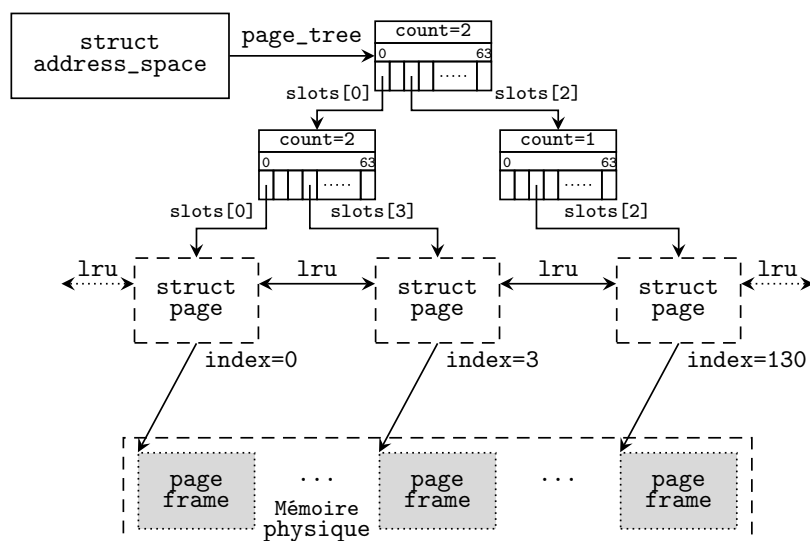 struct
address_space
page_tree
count=2
0 63
.....
slots[0]
slots[2]
count=2
0 63
.....
count=1
0 63
.....
slots[0]
slots[3]
slots[2]
lru
struct
page
lru
struct
page
lru
struct
page
lru
index=0
index=3
index=130
page
frame
...
page
frame
...
page
frame
Mémoire
physique